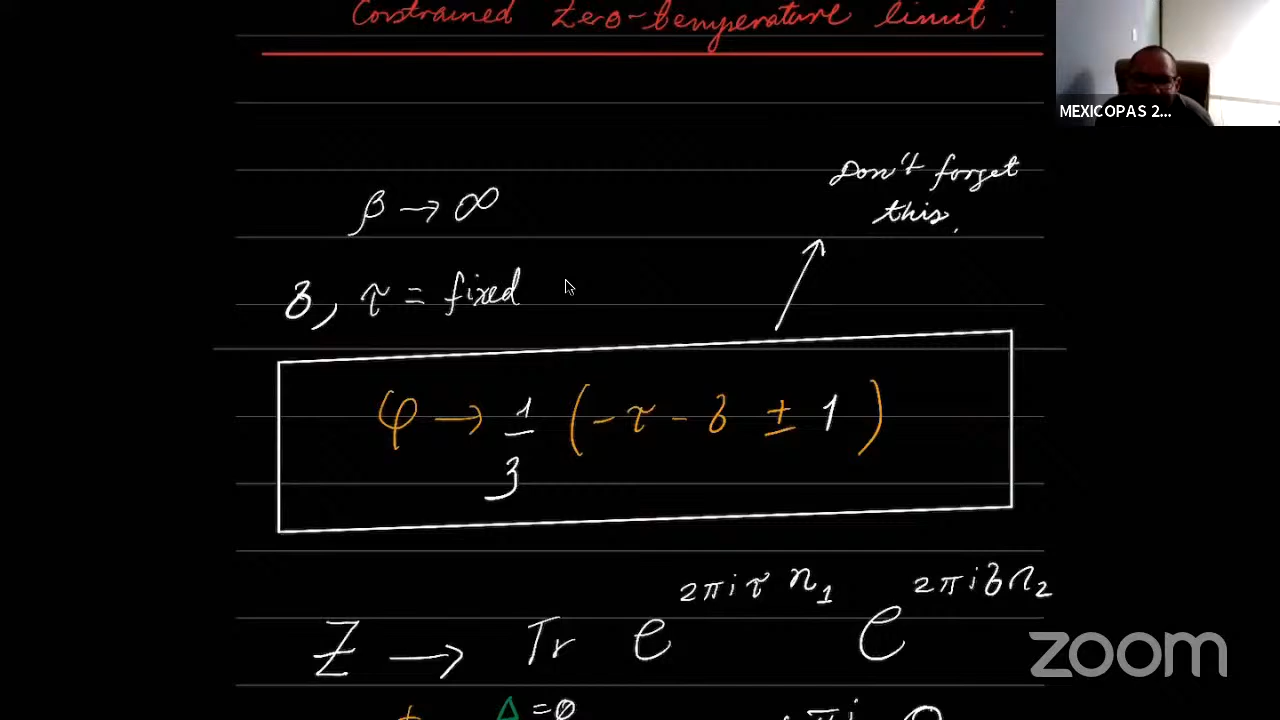 Constrained Zero-temperature limit :
MEXICOPAS 2...
Don't forget
this.
β → ∞
σ, τ = fixed
φ → 1/3 (-τ - σ ± 1)
Z → Tr e^{2πiτ n_1} e^{2πiσ n_2}
Δ = 0
zoom